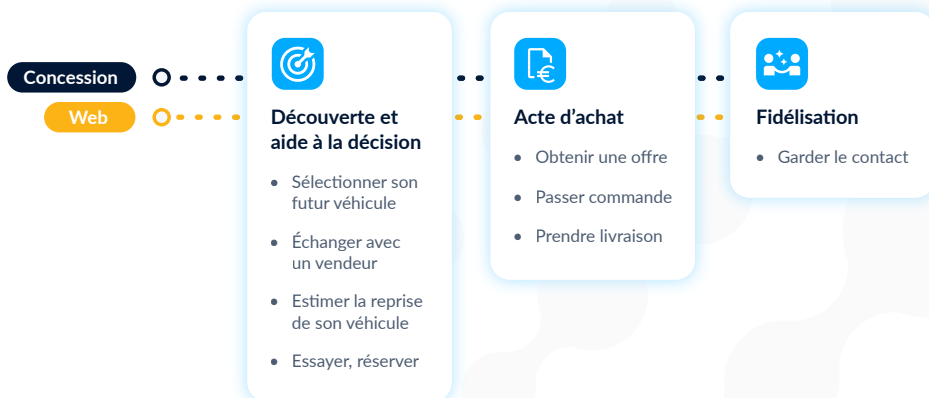 Concession
Web
Découverte et
aide à la décision
• Sélectionner son
futur véhicule
• Échanger avec
un vendeur
• Estimer la reprise
de son véhicule
• Essayer, réserver
Acte d’achat
• Obtenir une offre
• Passer commande
• Prendre livraison
Fidélisation
• Garder le contact